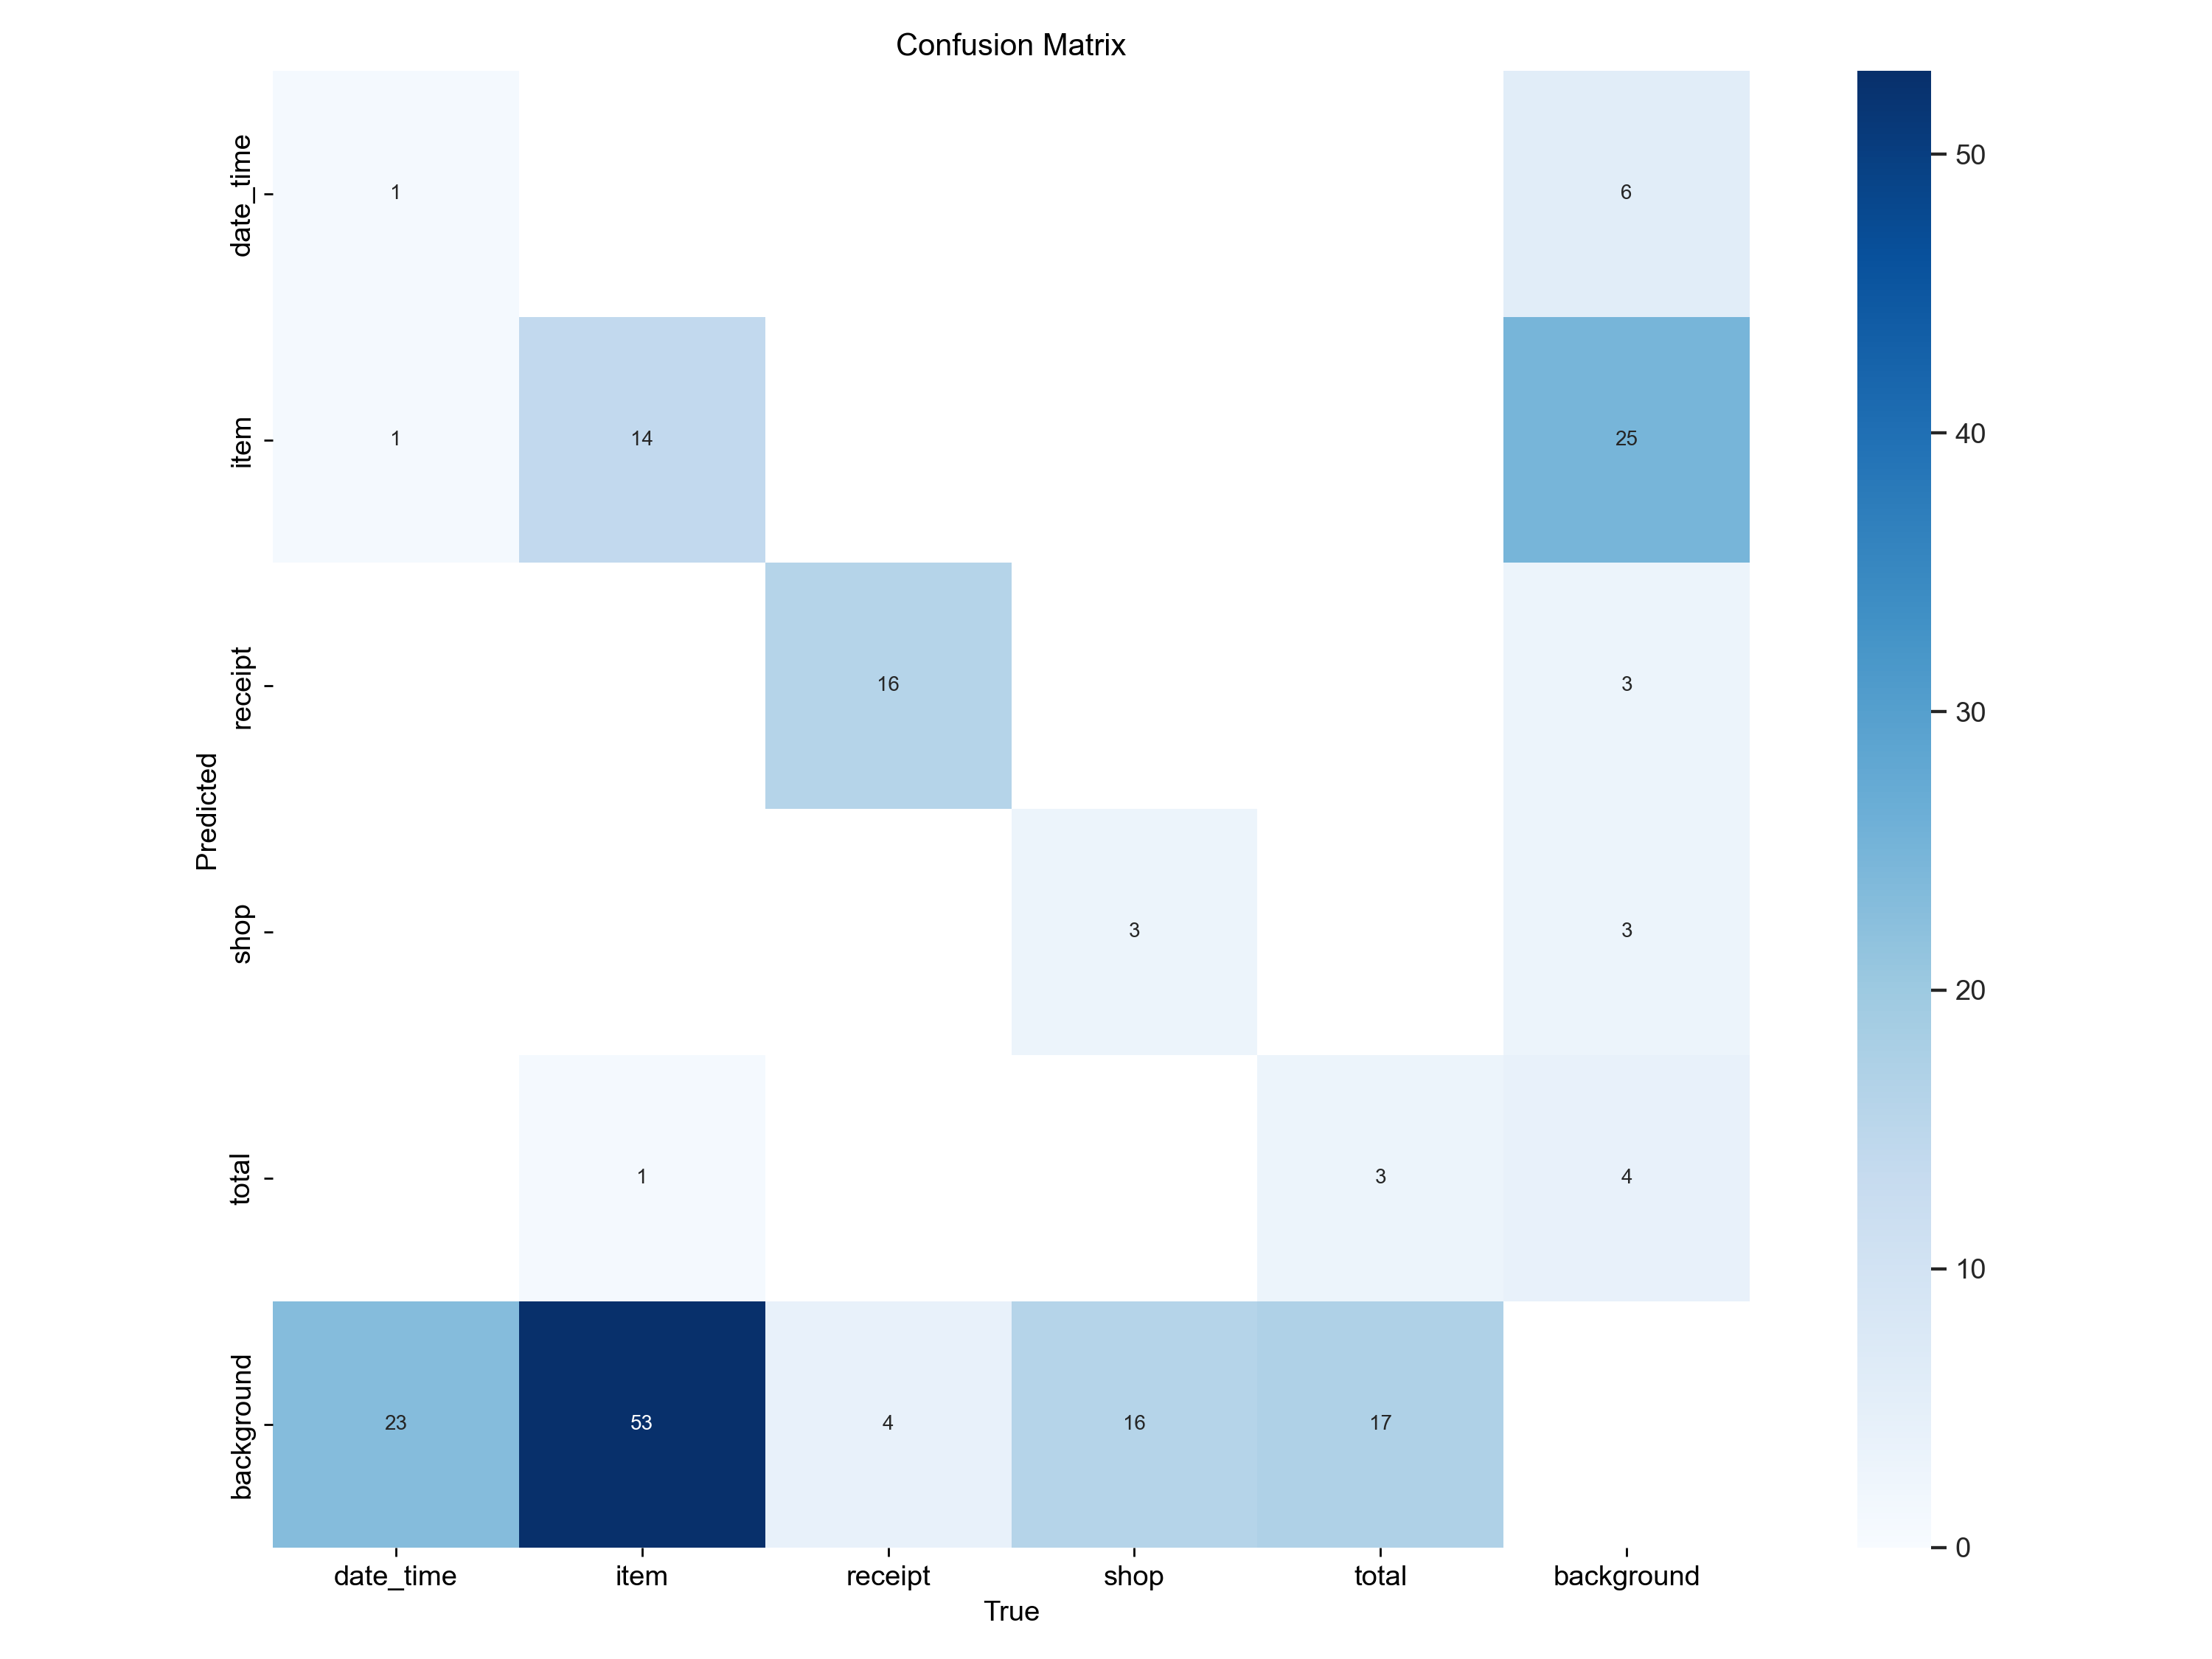 Confusion Matrix
date_time
1
6
50
item
1
14
25
40
receipt
16
3
30
Predicted
shop
3
3
20
total
1
3
4
10
background
23
53
4
16
17
0
date_time
item
receipt
shop
total
background
True